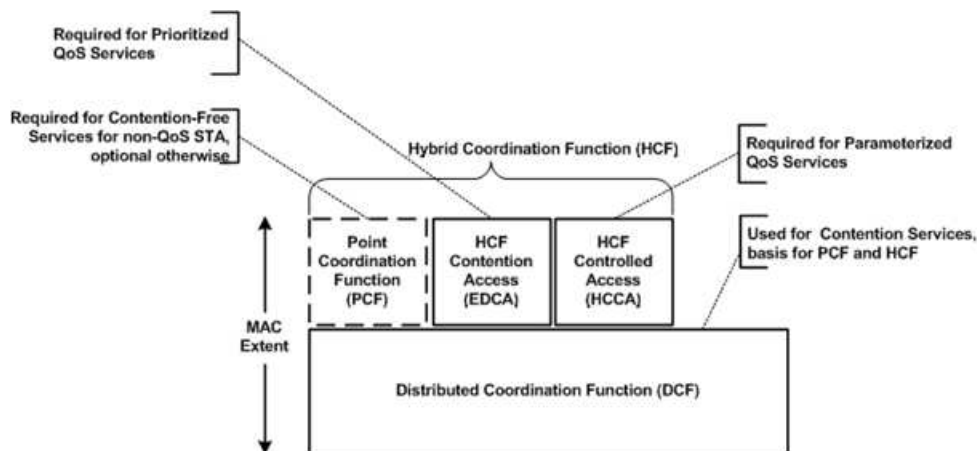 Required for Prioritized
QoS Services
Required for Contention-Free
Services for non-QoS STA,
optional otherwise
Hybrid Coordination Function (HCF)
Required for Parameterized
QoS Services
Used for Contention Services,
basis for PCF and HCF
Point
Coordination
Function
(PCF)
HCF
Contention
Access
(EDCA)
HCF
Controlled
Access
(HCCA)
MAC
Extent
Distributed Coordination Function (DCF)